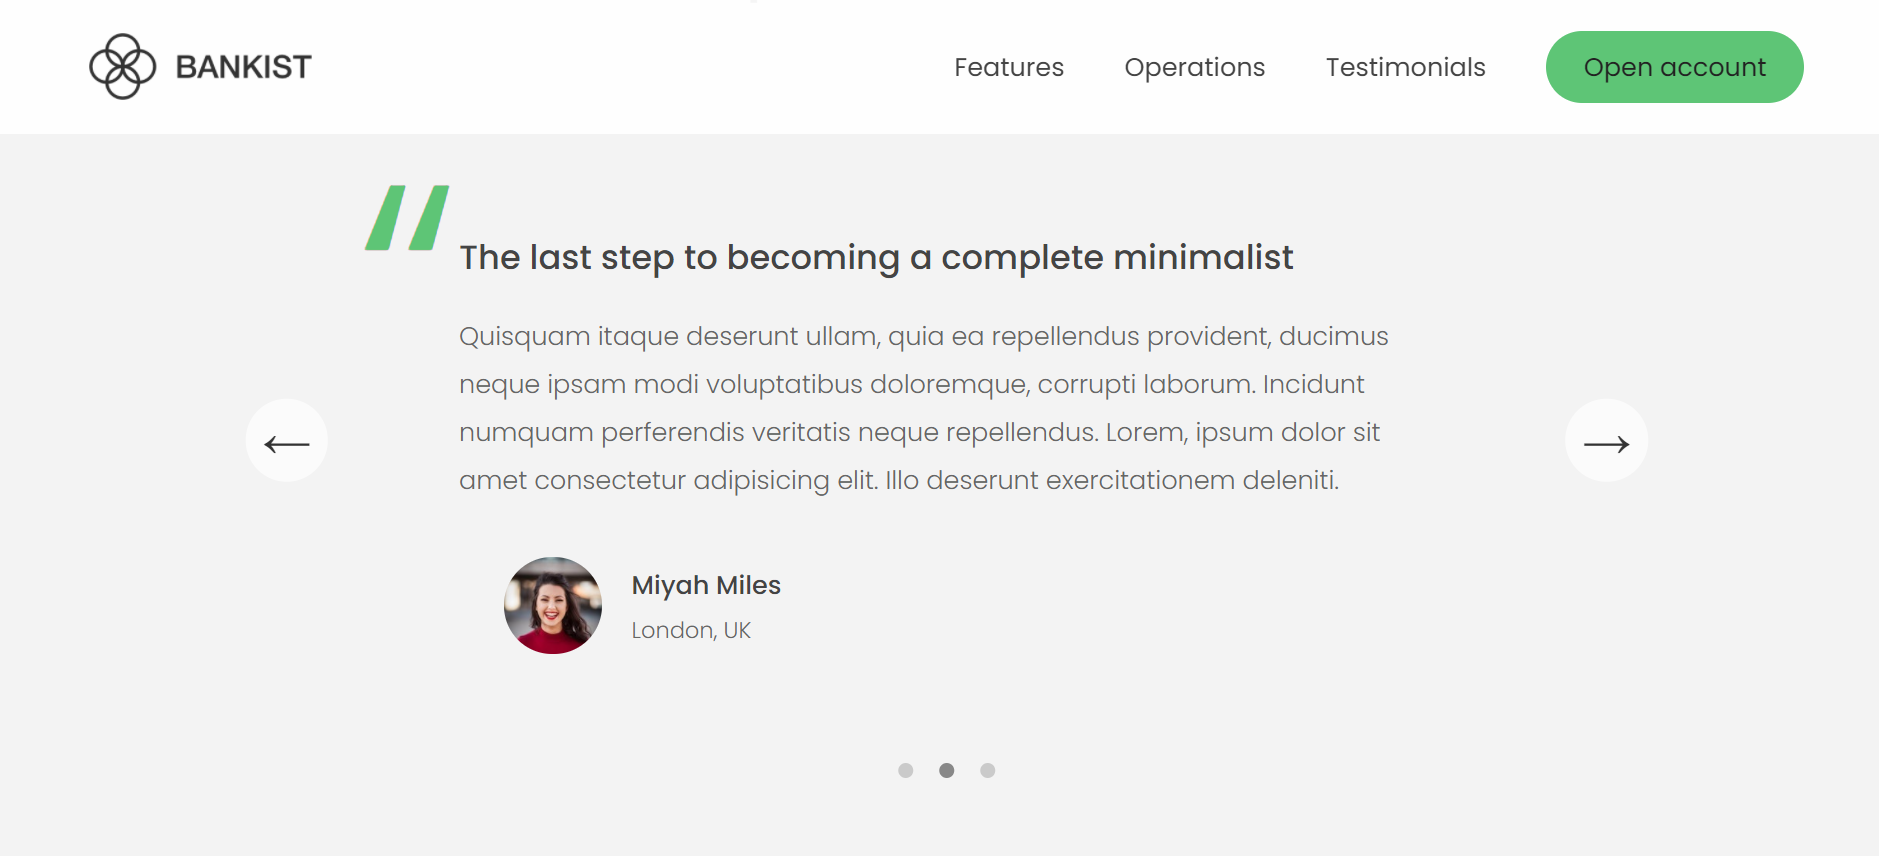 BANKIST
Features
Operations
Testimonials
Open account
The last step to becoming a complete minimalist
Quisquam itaque deserunt ullam, quia ea repellendus provident, ducimus
neque ipsam modi voluptatibus doloremque, corrupti laborum. Incidunt
numquam perferendis veritatis neque repellendus. Lorem, ipsum dolor sit
amet consectetur adipisicing elit. Illo deserunt exercitationem deleniti.
Miyah Miles
London, UK